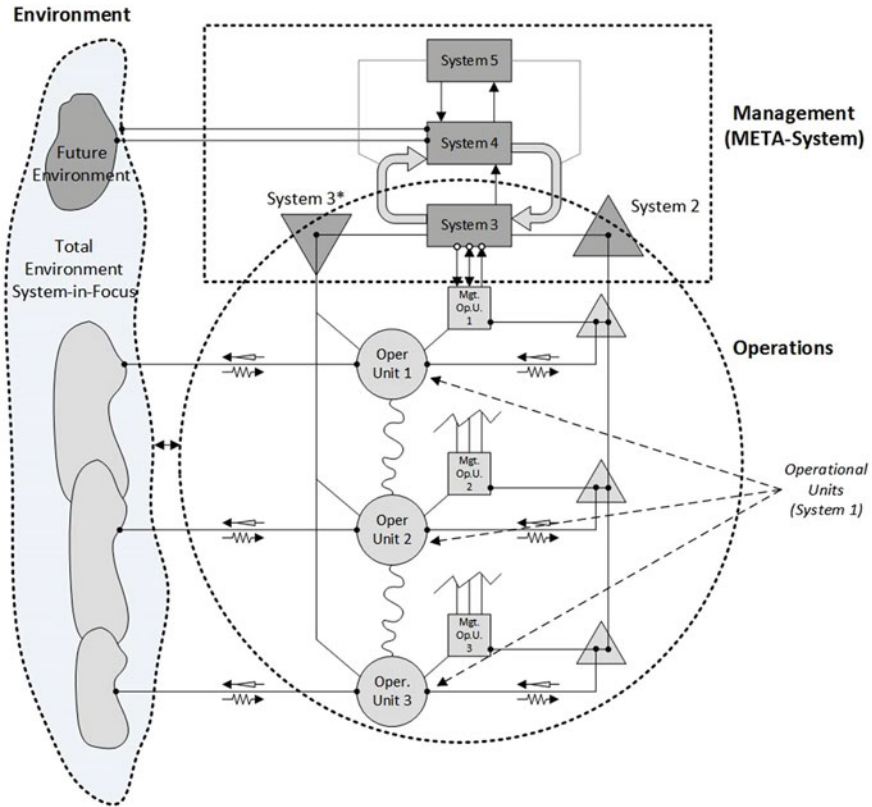 Environment
System 5
Management
(META-System)
System 4
Future
Environment
System 3*
System 2
System 3
Total
Environment
System-in-Focus
Mgt.
Op.U.
1
Operations
Oper
Unit 1
Mgt.
Op.U.
2
Operational
Units
(System 1)
Oper
Unit 2
Mgt.
Op.U.
3
Oper.
Unit 3